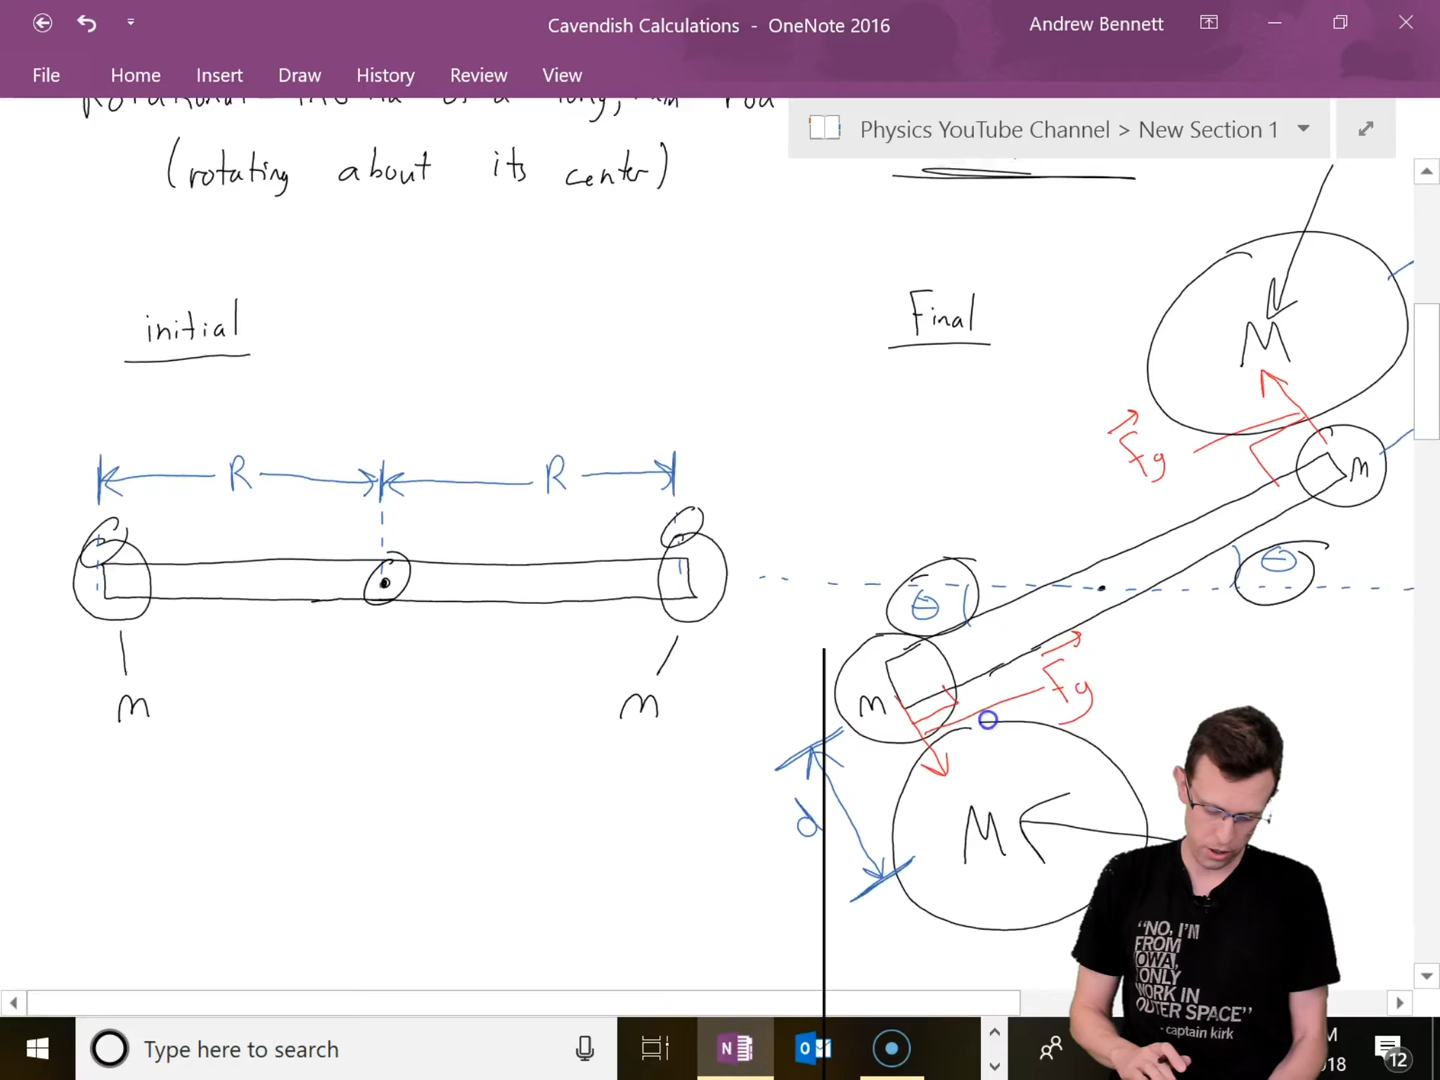 Cavendish Calculations - OneNote 2016
Andrew Bennett
File Home Insert Draw History Review View
Physics YouTube Channel > New Section 1
(rotating about its center)
initial
Final
R
R
m
m
M
Fg
m
Θ
Θ
m
Fg
d
M
"NO, I'M
FROM
IOWA,
I ONLY
WORK IN
OUTER SPACE"
- captain kirk
Type here to search
N
O
M
018
12